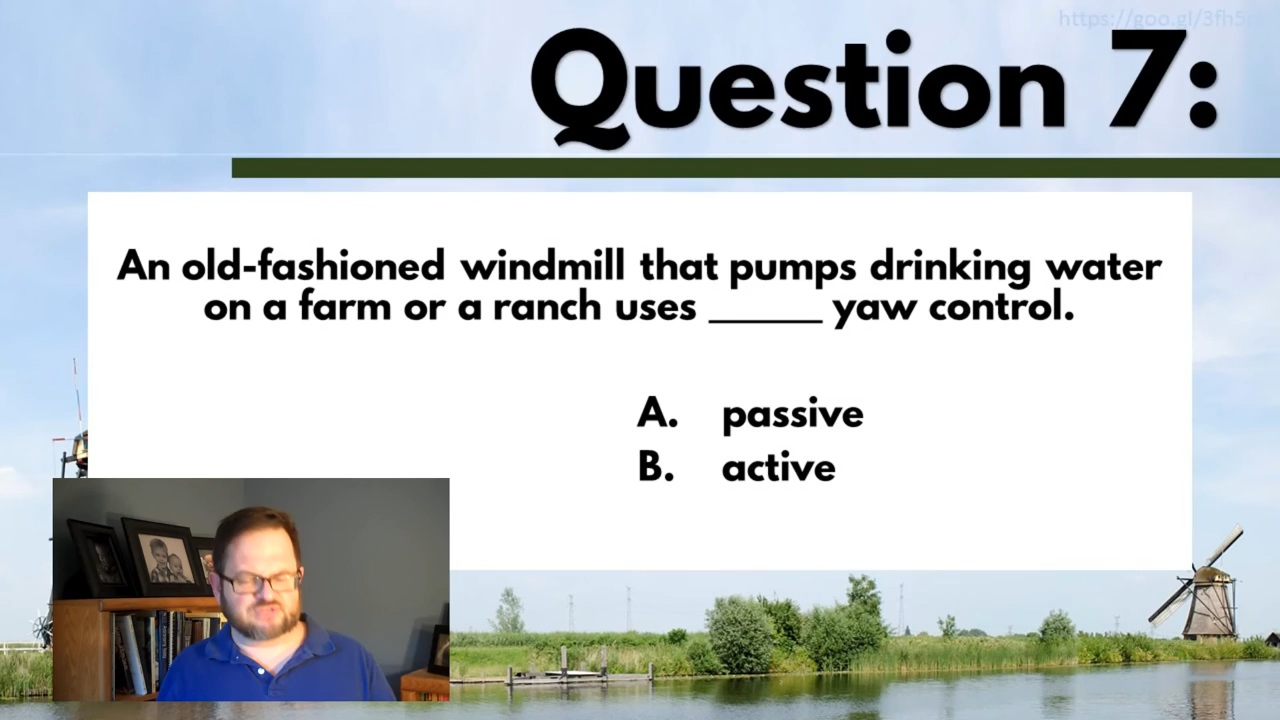 Question 7:
An old-fashioned windmill that pumps drinking water
on a farm or a ranch uses ______ yaw control.
A. passive
B. active